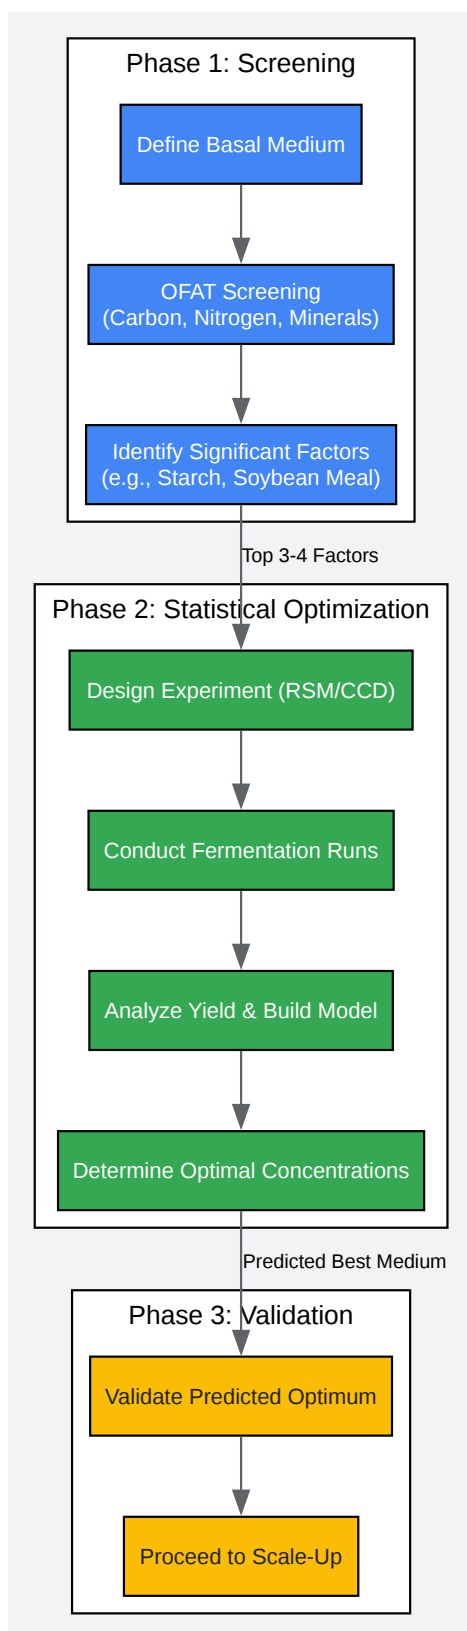 Phase 1: Screening
Define Basal Medium
OFAT Screening
(Carbon, Nitrogen, Minerals)
Identify Significant Factors
(e.g., Starch, Soybean Meal)
Top 3-4 Factors
Phase 2: Statistical Optimization
Design Experiment (RSM/CCD)
Conduct Fermentation Runs
Analyze Yield & Build Model
Determine Optimal Concentrations
Predicted Best Medium
Phase 3: Validation
Validate Predicted Optimum
Proceed to Scale-Up